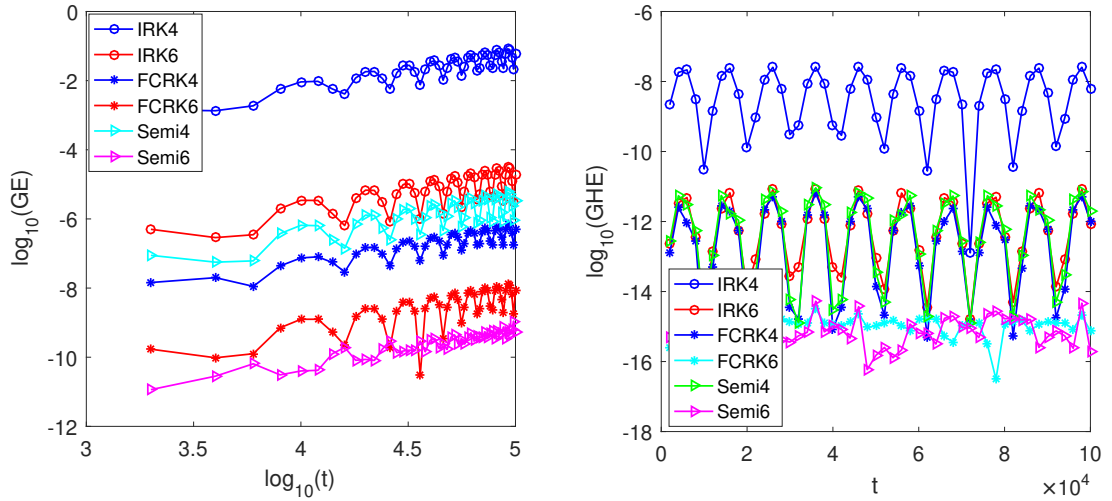 0
-2
-4
-6
-8
-10
-12
3
3.5
4
4.5
5
log10(t)
log10(GE)
IRK4
IRK6
FCRK4
FCRK6
Semi4
Semi6
-6
-8
-10
-12
-14
-16
-18
0
2
4
6
8
10
t
×10^4
log10(GHE)
IRK4
IRK6
FCRK4
FCRK6
Semi4
Semi6